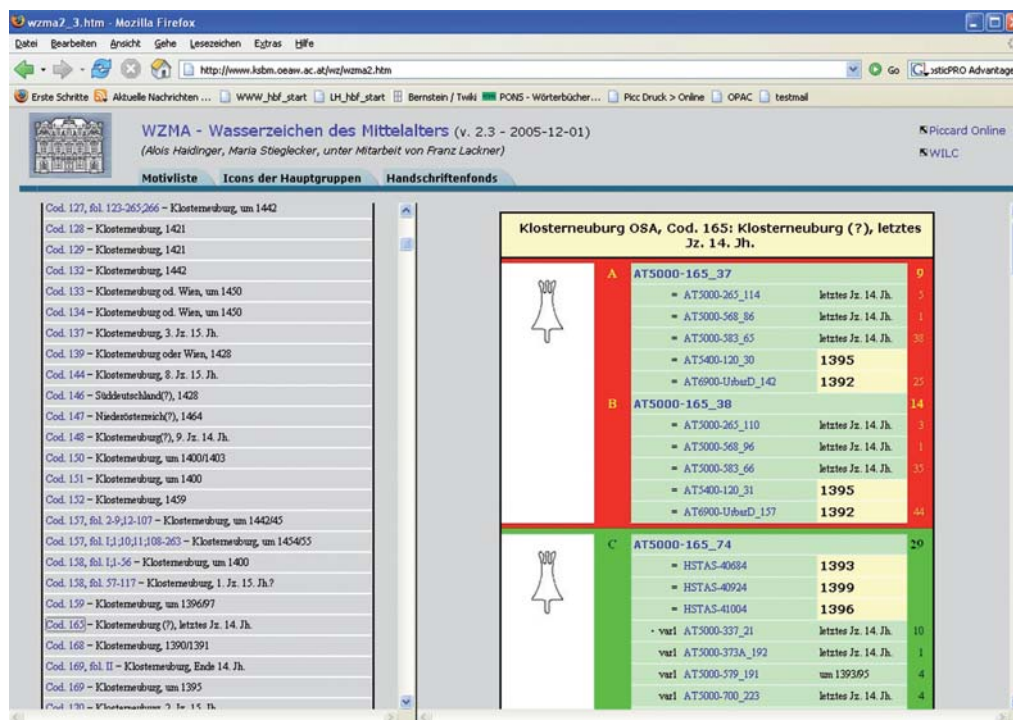 wzma2_3.htm - Mozilla Firefox
Datei Bearbeiten Ansicht Gehe Lesezeichen Extras Hilfe
http://www.ksbm.oeaw.ac.at/wz/wzma2.htm Go sticPRO Advantage
Erste Schritte Aktuelle Nachrichten ... WWW_hbf_start LH_hbf_start Bernstein / Twiki PONS - Wörterbücher... Picc Druck > Online OPAC testmail
WZMA - Wasserzeichen des Mittelalters (v. 2.3 - 2005-12-01)
(Alois Haidinger, Maria Stieglecker, unter Mitarbeit von Franz Lackner)
Piccard Online
WILC
Motivliste Icons der Hauptgruppen Handschriftenfonds
Cod. 127, fol. 123-265;266 – Klosterneuburg, um 1442
Cod. 128 – Klosterneuburg, 1421
Cod. 129 – Klosterneuburg, 1421
Cod. 132 – Klosterneuburg, 1442
Cod. 133 – Klosterneuburg od. Wien, um 1450
Cod. 134 – Klosterneuburg od. Wien, um 1450
Cod. 137 – Klosterneuburg, 3. Jz. 15. Jh.
Cod. 139 – Klosterneuburg oder Wien, 1428
Cod. 144 – Klosterneuburg, 8. Jz. 15. Jh.
Cod. 146 – Süddeutschland(?), 1428
Cod. 147 – Niederösterreich(?), 1464
Cod. 148 – Klosterneuburg(?), 9. Jz. 14. Jh.
Cod. 150 – Klosterneuburg, um 1400/1403
Cod. 151 – Klosterneuburg, um 1400
Cod. 152 – Klosterneuburg, 1459
Cod. 157, fol. 2-9;12-107 – Klosterneuburg, um 1442/45
Cod. 157, fol. I;1;10;11;108-263 – Klosterneuburg, um 1454/55
Cod. 158, fol. I;1-56 – Klosterneuburg, um 1400
Cod. 158, fol. 57-117 – Klosterneuburg, 1. Jz. 15. Jh.?
Cod. 159 – Klosterneuburg, um 1396/97
Cod. 165 – Klosterneuburg (?), letztes Jz. 14. Jh.
Cod. 168 – Klosterneuburg, 1390/1391
Cod. 169, fol. II – Klosterneuburg, Ende 14. Jh.
Cod. 169 – Klosterneuburg, um 1395
Cod. 170 – Klosterneuburg, 2. Jz. 15. Jh.
Klosterneuburg OSA, Cod. 165: Klosterneuburg (?), letztes
Jz. 14. Jh.
A AT5000-165_37 9
= AT5000-265_114 letztes Jz. 14. Jh. 5
= AT5000-568_86 letztes Jz. 14. Jh. 1
= AT5000-583_65 letztes Jz. 14. Jh. 38
= AT5400-120_30 1395
= AT6900-UrbarD_142 1392 25
B AT5000-165_38 14
= AT5000-265_110 letztes Jz. 14. Jh. 3
= AT5000-568_96 letztes Jz. 14. Jh. 1
= AT5000-583_66 letztes Jz. 14. Jh. 35
= AT5400-120_31 1395
= AT6900-UrbarD_157 1392 44
C AT5000-165_74 29
= HSTAS-40684 1393
= HSTAS-40924 1399
= HSTAS-41004 1396
· var1 AT5000-337_21 letztes Jz. 14. Jh. 10
var1 AT5000-373A_192 letztes Jz. 14. Jh. 1
var1 AT5000-579_191 um 1393/95 4
var1 AT5000-700_223 letztes Jz. 14. Jh. 4